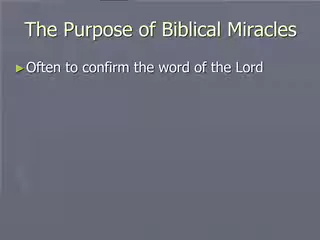 The Purpose of Biblical Miracles
► Often to confirm the word of the Lord